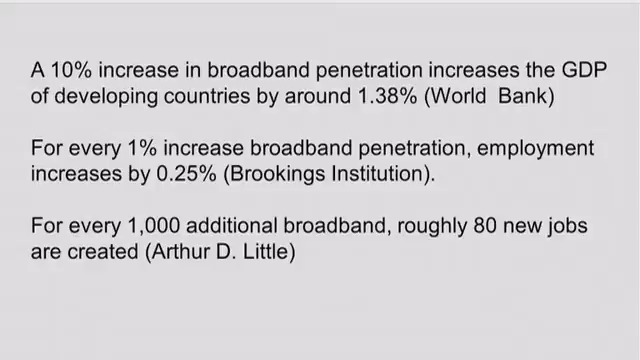 A 10% increase in broadband penetration increases the GDP
of developing countries by around 1.38% (World Bank)
For every 1% increase broadband penetration, employment
increases by 0.25% (Brookings Institution).
For every 1,000 additional broadband, roughly 80 new jobs
are created (Arthur D. Little)